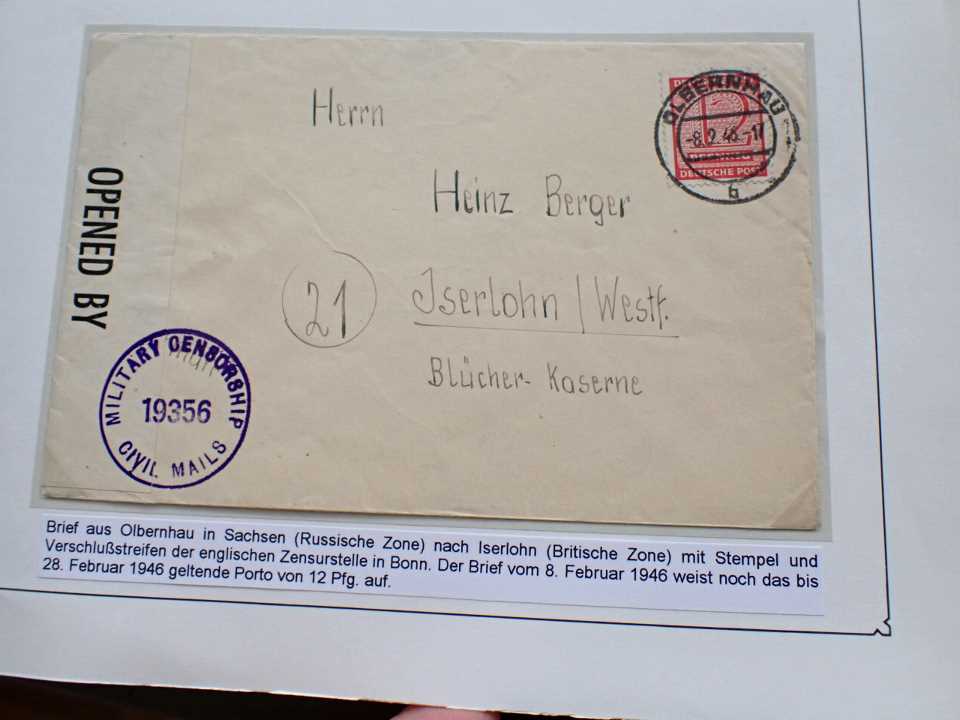 Herrn
Heinz Berger
21
Iserlohn / Westf.
Blücher-Kaserne
OPENED BY
MILITARY CENSORSHIP
19356
CIVIL MAILS
OLBERNHAU
-8.2.46.-17
b
12
DEUTSCHE POST
Brief aus Olbernhau in Sachsen (Russische Zone) nach Iserlohn (Britische Zone) mit Stempel und
Verschlußstreifen der englischen Zensurstelle in Bonn. Der Brief vom 8. Februar 1946 weist noch das bis
28. Februar 1946 geltende Porto von 12 Pfg. auf.